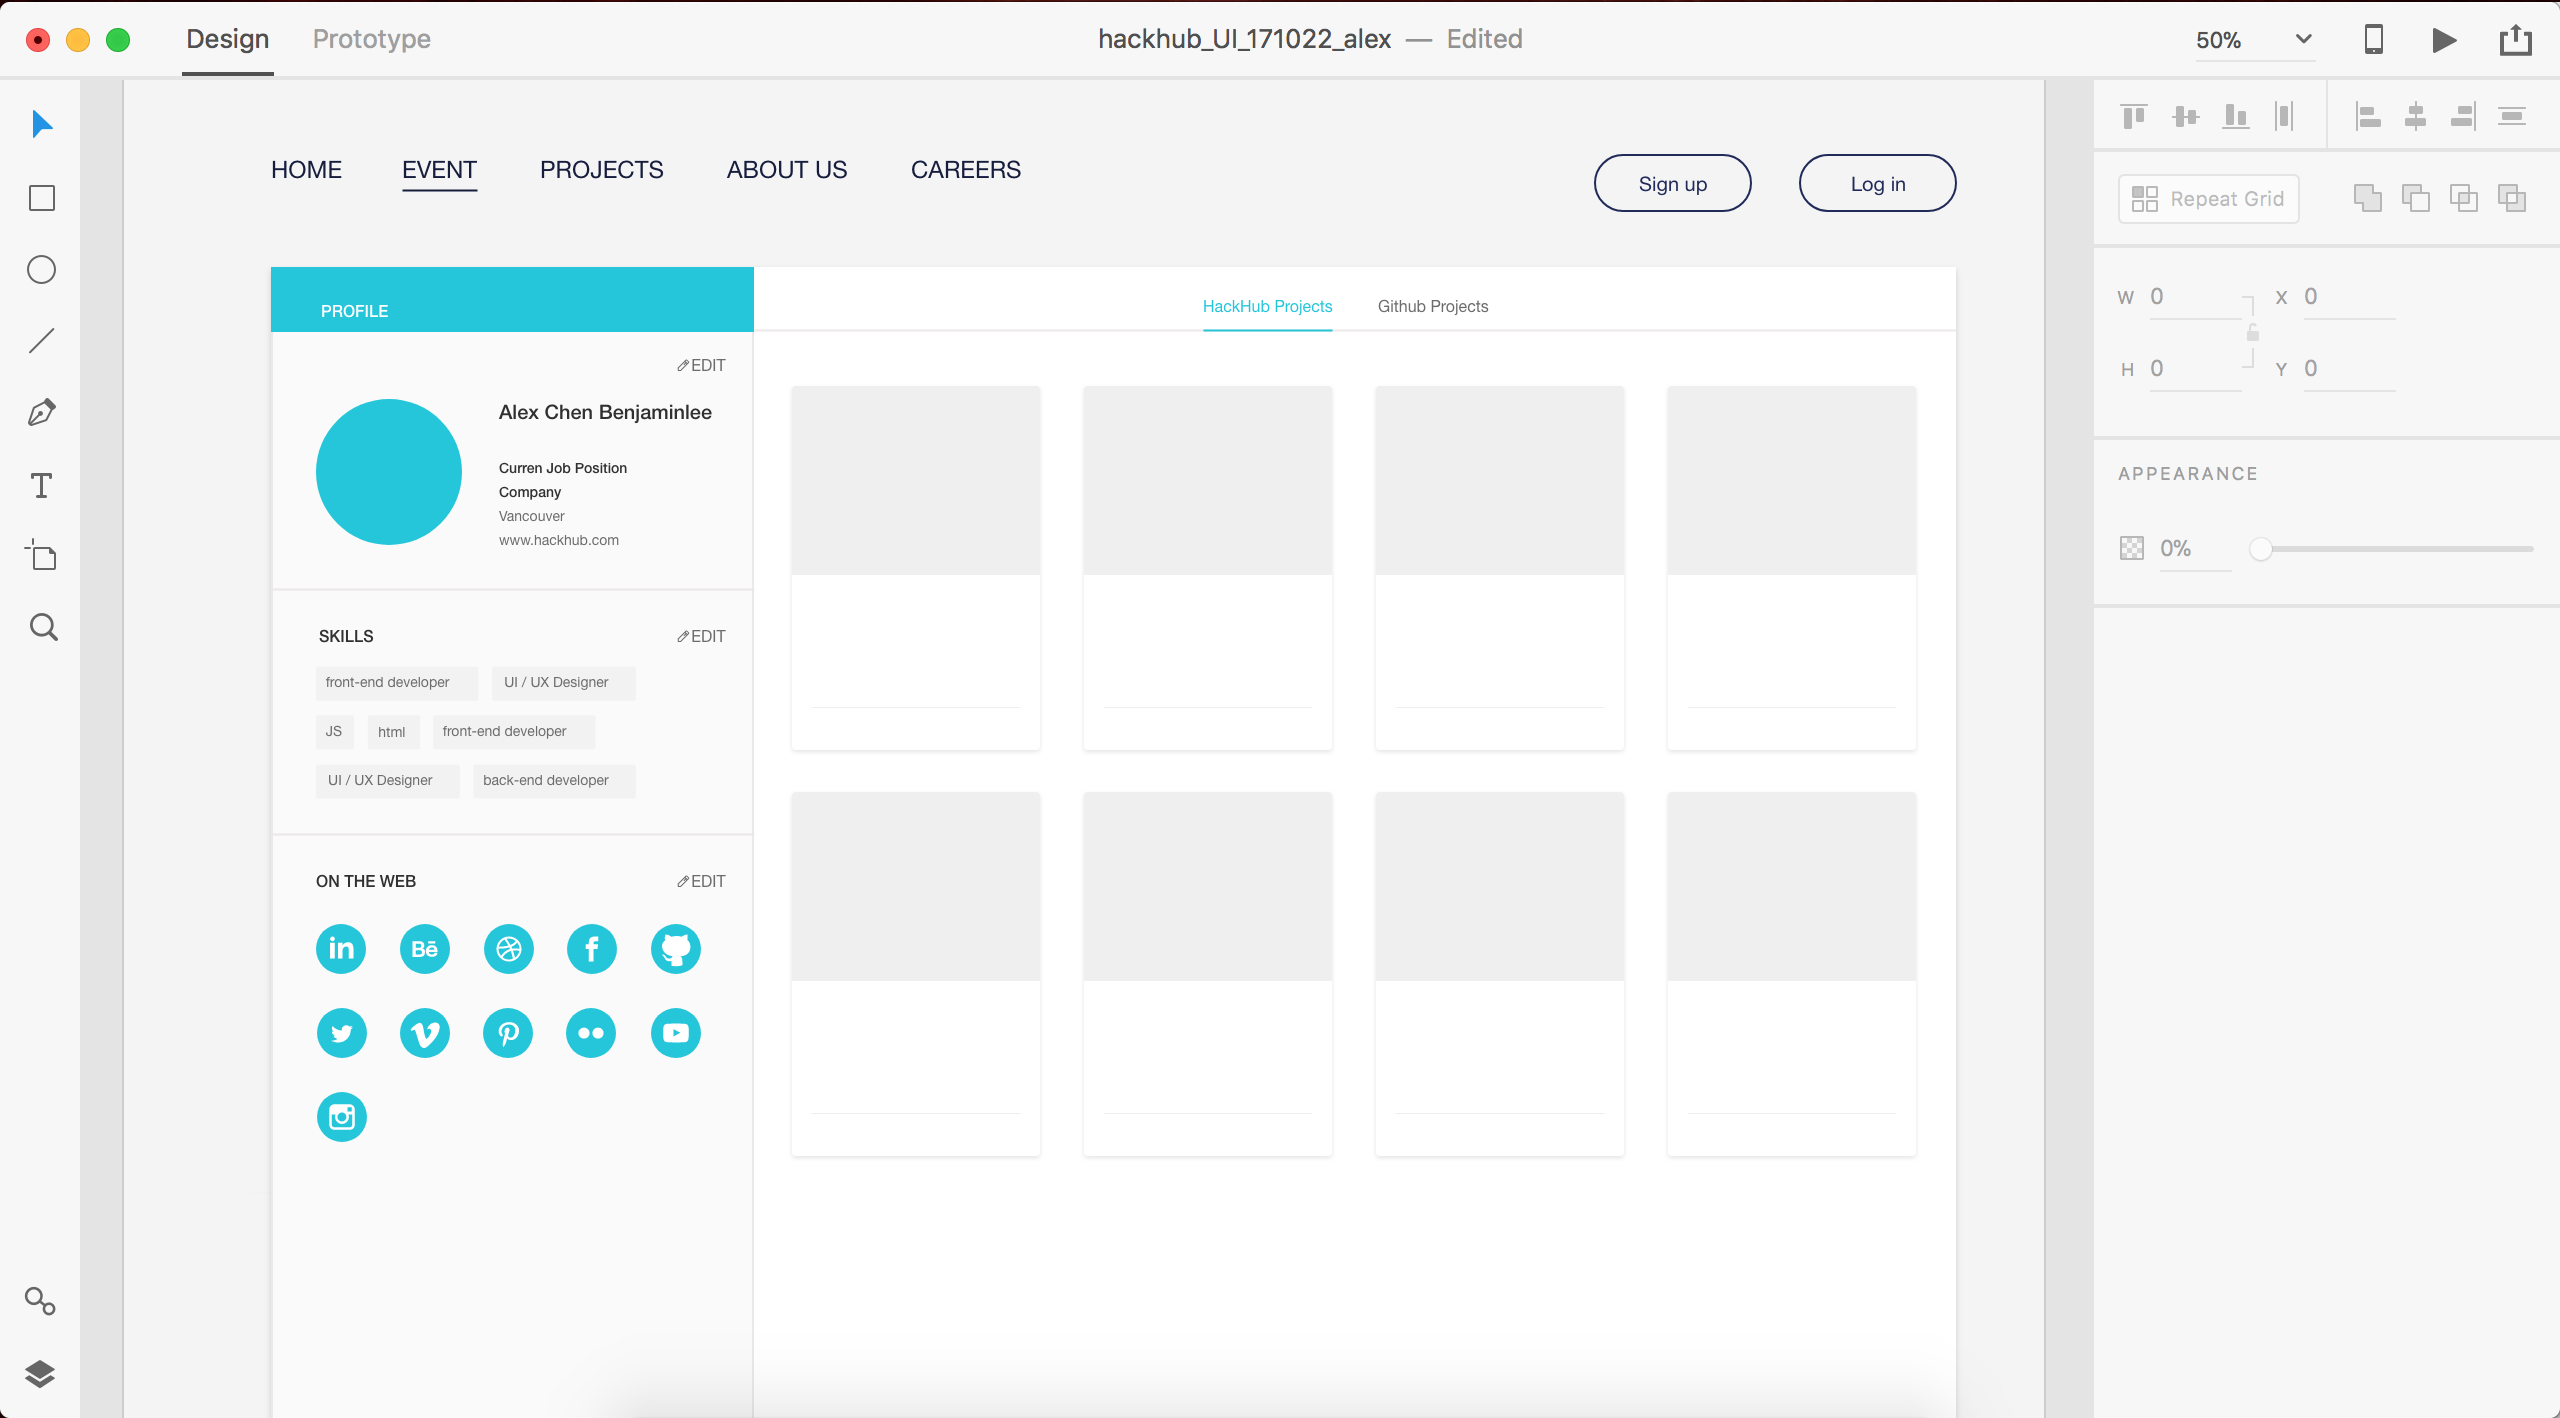 Design Prototype hackhub_UI_171022_alex — Edited 50%
HOME EVENT PROJECTS ABOUT US CAREERS Sign up Log in
Repeat Grid
W 0 X 0
H 0 Y 0
APPEARANCE
0%
PROFILE
EDIT
Alex Chen Benjaminlee
Curren Job Position
Company
Vancouver
www.hackhub.com
SKILLS EDIT
front-end developer UI / UX Designer
JS html front-end developer
UI / UX Designer back-end developer
ON THE WEB EDIT
in Bē f
HackHub Projects Github Projects